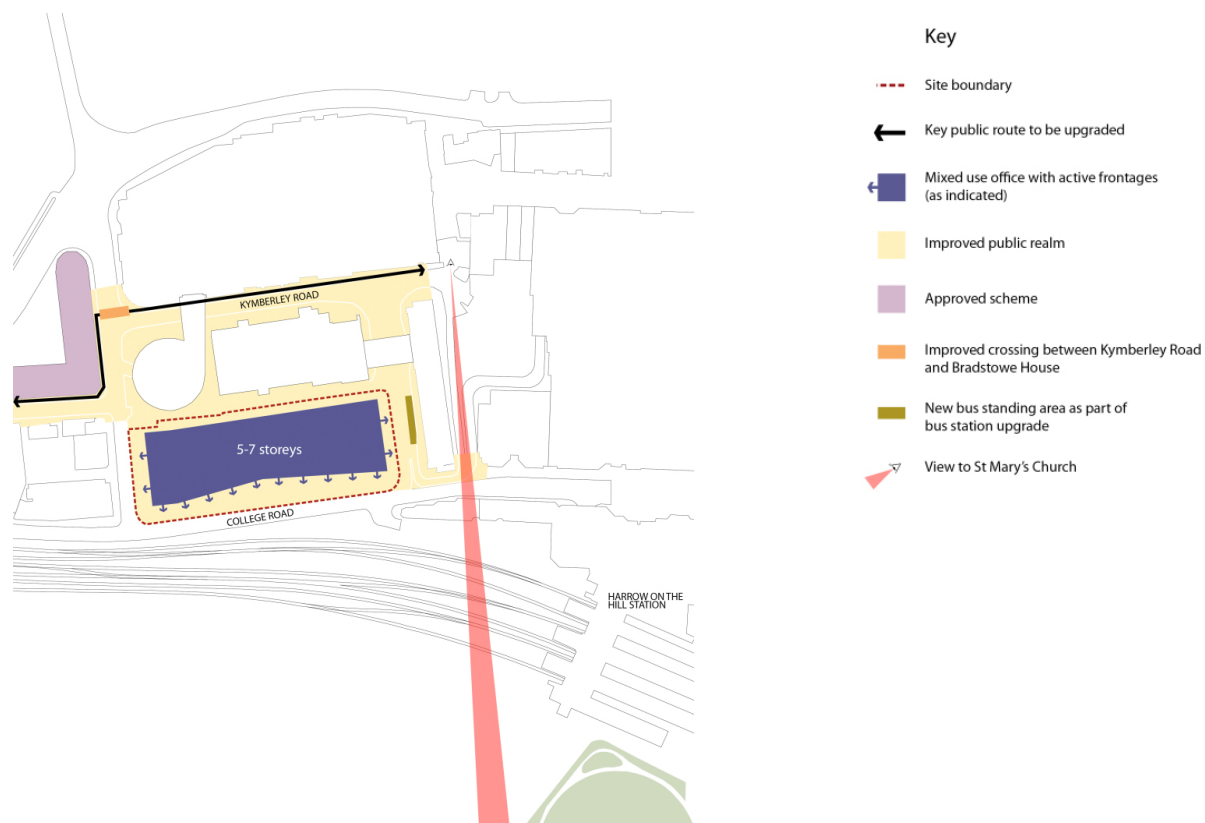 Key
Site boundary
Key public route to be upgraded
Mixed use office with active frontages
(as indicated)
Improved public realm
Approved scheme
Improved crossing between Kymberley Road
and Bradstowe House
New bus standing area as part of
bus station upgrade
View to St Mary's Church
KYMBERLEY ROAD
5-7 storeys
COLLEGE ROAD
HARROW ON THE
HILL STATION